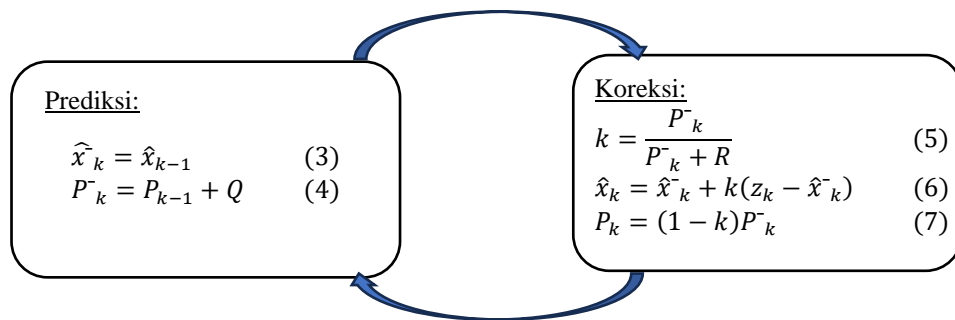 Prediksi:
x̂⁻ₖ = x̂ₖ₋₁ (3)
P⁻ₖ = Pₖ₋₁ + Q (4)
Koreksi:
k = P⁻ₖ / (P⁻ₖ + R) (5)
x̂ₖ = x̂⁻ₖ + k(zₖ − x̂⁻ₖ) (6)
Pₖ = (1 − k)P⁻ₖ (7)